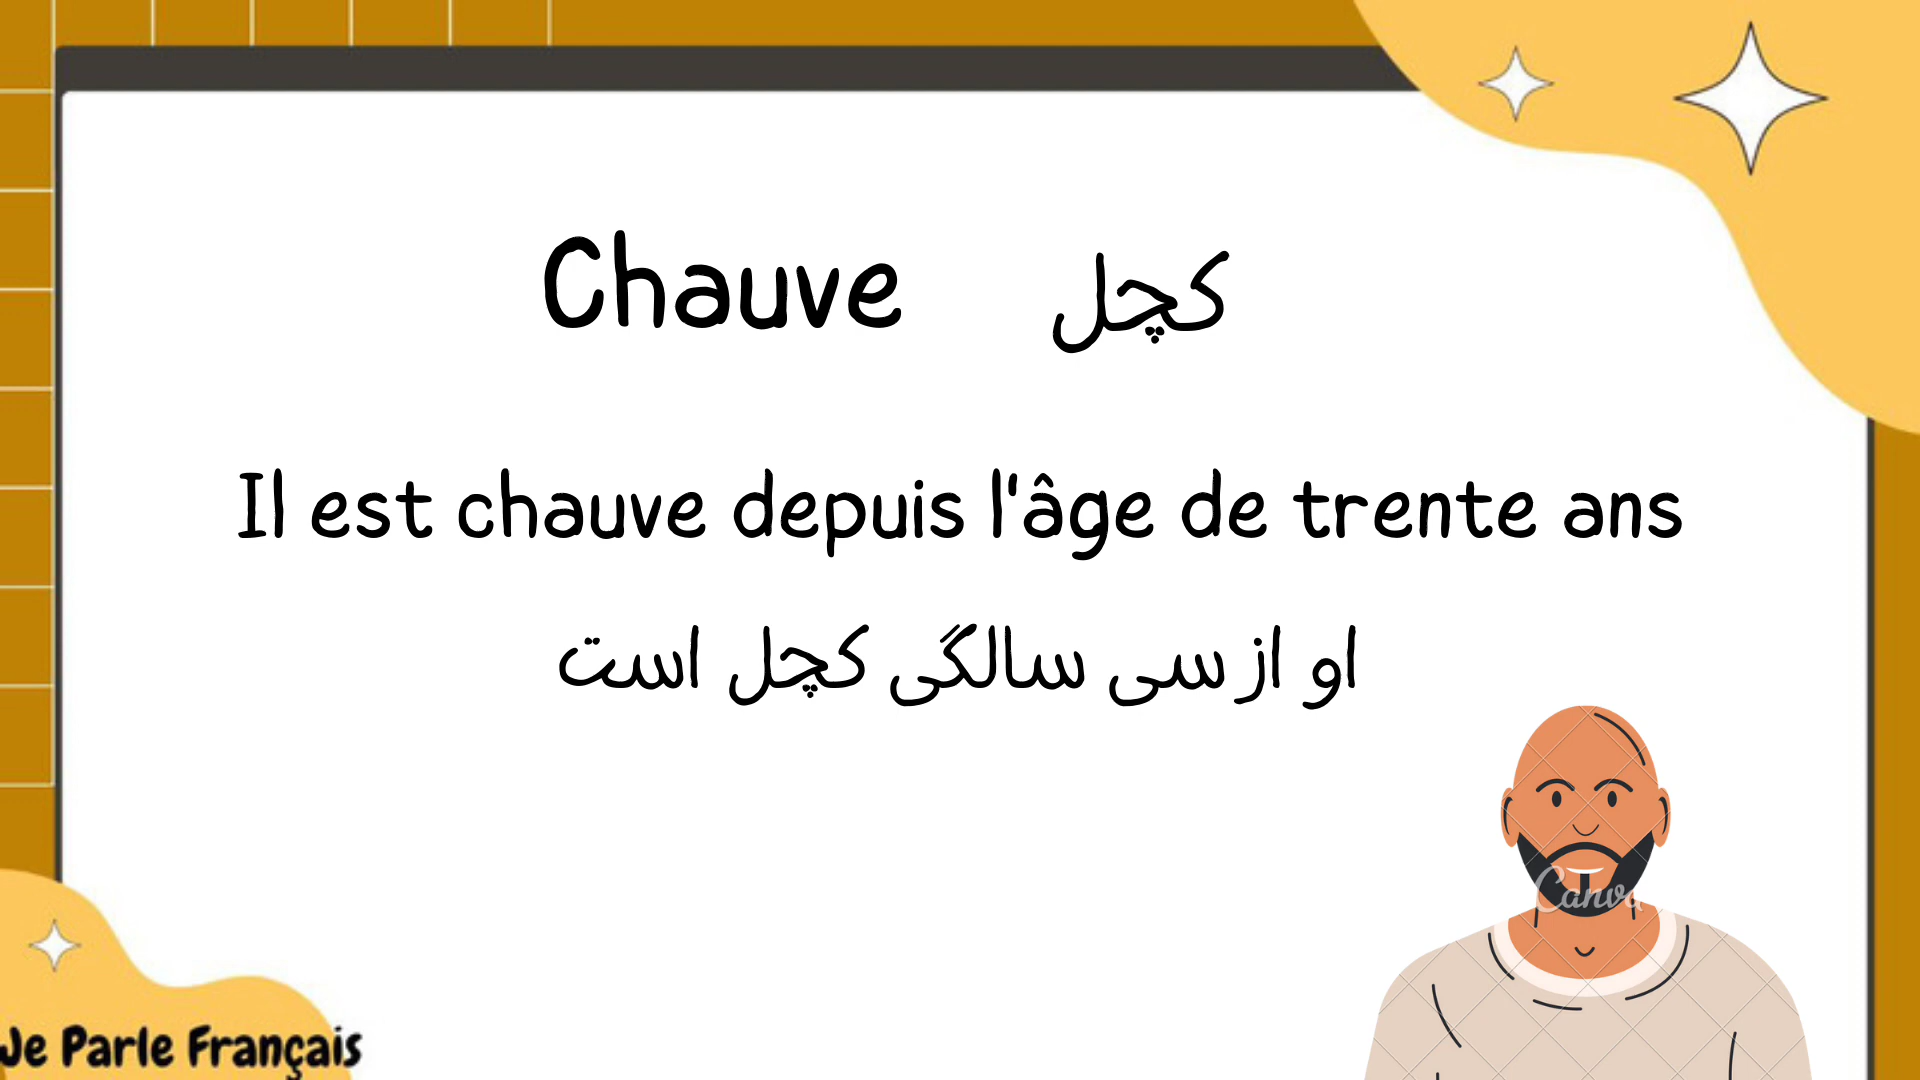 Chauve کچل
Il est chauve depuis l'âge de trente ans
او از سی سالگی کچل است
Canva
Je Parle Français